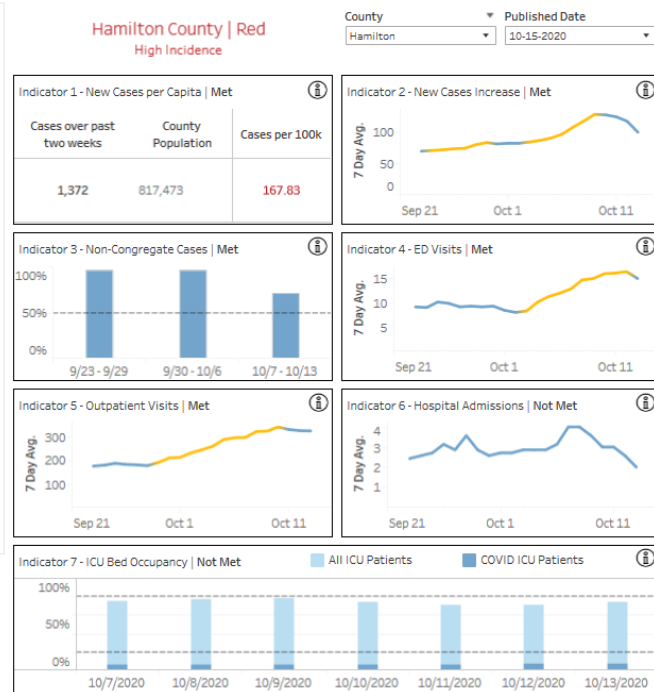 Hamilton County | Red
High Incidence
County
Hamilton
Published Date
10-15-2020
Indicator 1 - New Cases per Capita | Met
Cases over past two weeks
County Population
Cases per 100k
1,372
817,473
167.83
Indicator 2 - New Cases Increase | Met
7 Day Avg.
100
50
0
Sep 21
Oct 1
Oct 11
Indicator 3 - Non-Congregate Cases | Met
100%
50%
0%
9/23 - 9/29
9/30 - 10/6
10/7 - 10/13
Indicator 4 - ED Visits | Met
7 Day Avg.
15
10
5
Sep 21
Oct 1
Oct 11
Indicator 5 - Outpatient Visits | Met
7 Day Avg.
300
200
100
Sep 21
Oct 1
Oct 11
Indicator 6 - Hospital Admissions | Not Met
7 Day Avg.
4
3
2
1
Sep 21
Oct 1
Oct 11
Indicator 7 - ICU Bed Occupancy | Not Met
All ICU Patients
COVID ICU Patients
100%
50%
0%
10/7/2020
10/8/2020
10/9/2020
10/10/2020
10/11/2020
10/12/2020
10/13/2020